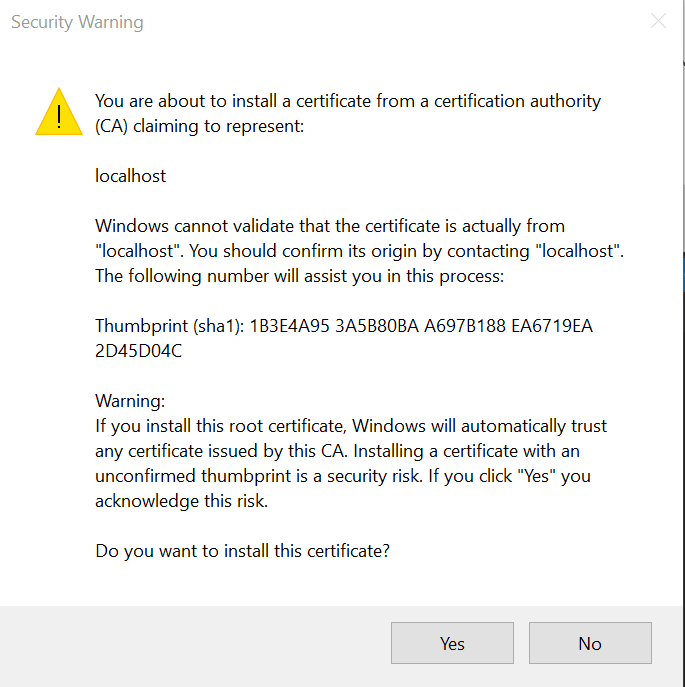 Security Warning
You are about to install a certificate from a certification authority
(CA) claiming to represent:
localhost
Windows cannot validate that the certificate is actually from
"localhost". You should confirm its origin by contacting "localhost".
The following number will assist you in this process:
Thumbprint (sha1): 1B3E4A95 3A5B80BA A697B188 EA6719EA
2D45D04C
Warning:
If you install this root certificate, Windows will automatically trust
any certificate issued by this CA. Installing a certificate with an
unconfirmed thumbprint is a security risk. If you click "Yes" you
acknowledge this risk.
Do you want to install this certificate?
Yes
No